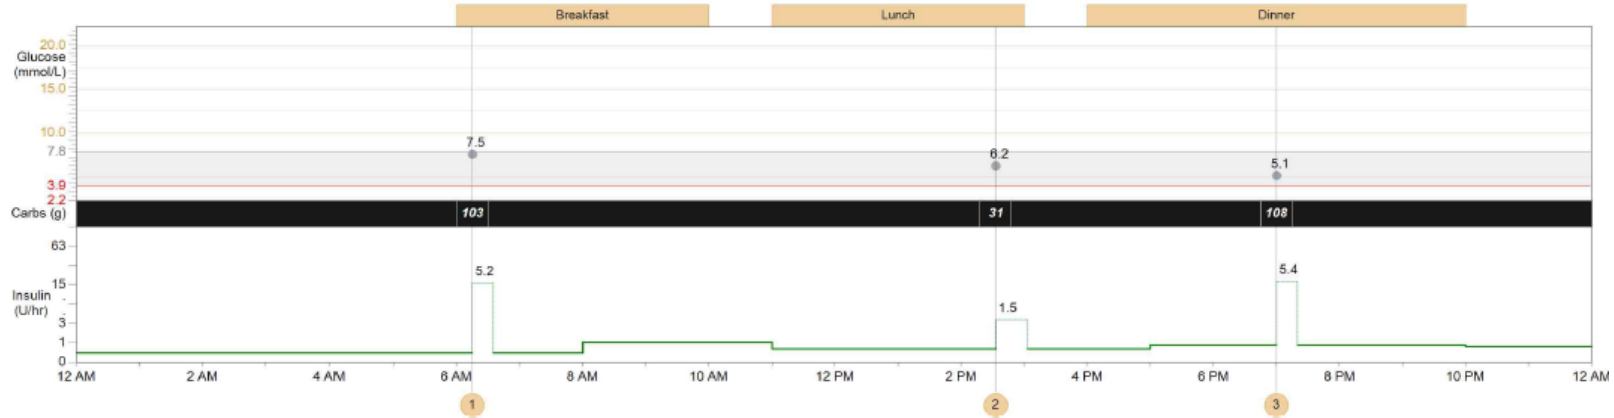 Breakfast Lunch Dinner
20.0
Glucose
(mmol/L)
15.0
10.0
7.5
7.8
6.2
5.1
3.9
2.2
Carbs (g) 103 31 108
63
5.2 5.4
15
Insulin
(U/hr)
1.5
3
1
0
12 AM 2 AM 4 AM 6 AM 8 AM 10 AM 12 PM 2 PM 4 PM 6 PM 8 PM 10 PM 12 AM
1 2 3